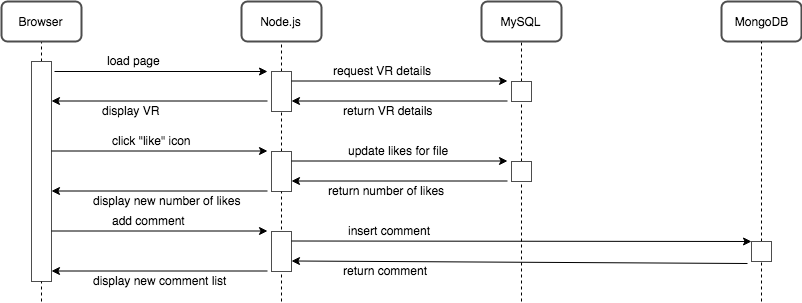 Browser
Node.js
MySQL
MongoDB
load page
request VR details
display VR
return VR details
click "like" icon
update likes for file
display new number of likes
return number of likes
add comment
insert comment
display new comment list
return comment